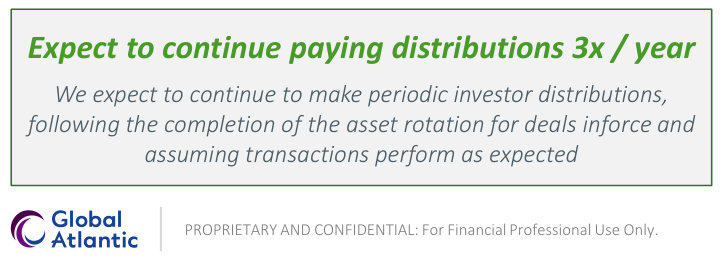 Expect to continue paying distributions 3x / year
We expect to continue to make periodic investor distributions,
following the completion of the asset rotation for deals inforce and
assuming transactions perform as expected
Global
Atlantic
PROPRIETARY AND CONFIDENTIAL: For Financial Professional Use Only.